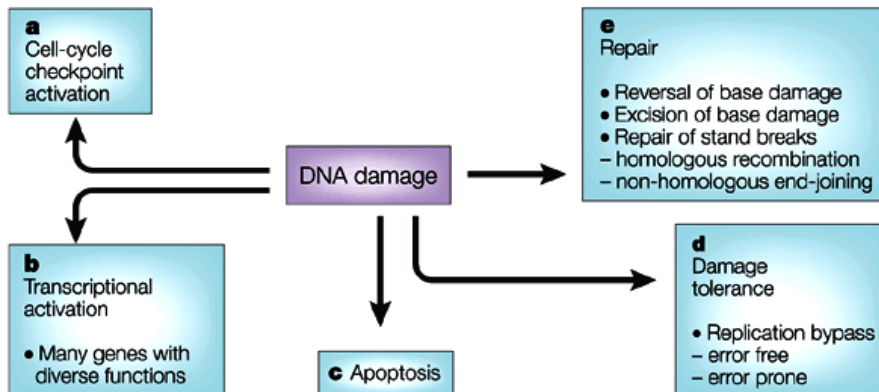 a
Cell-cycle
checkpoint
activation
DNA damage
e
Repair
• Reversal of base damage
• Excision of base damage
• Repair of stand breaks
– homologous recombination
– non-homologous end-joining
b
Transcriptional
activation
• Many genes with
diverse functions
c Apoptosis
d
Damage
tolerance
• Replication bypass
– error free
– error prone